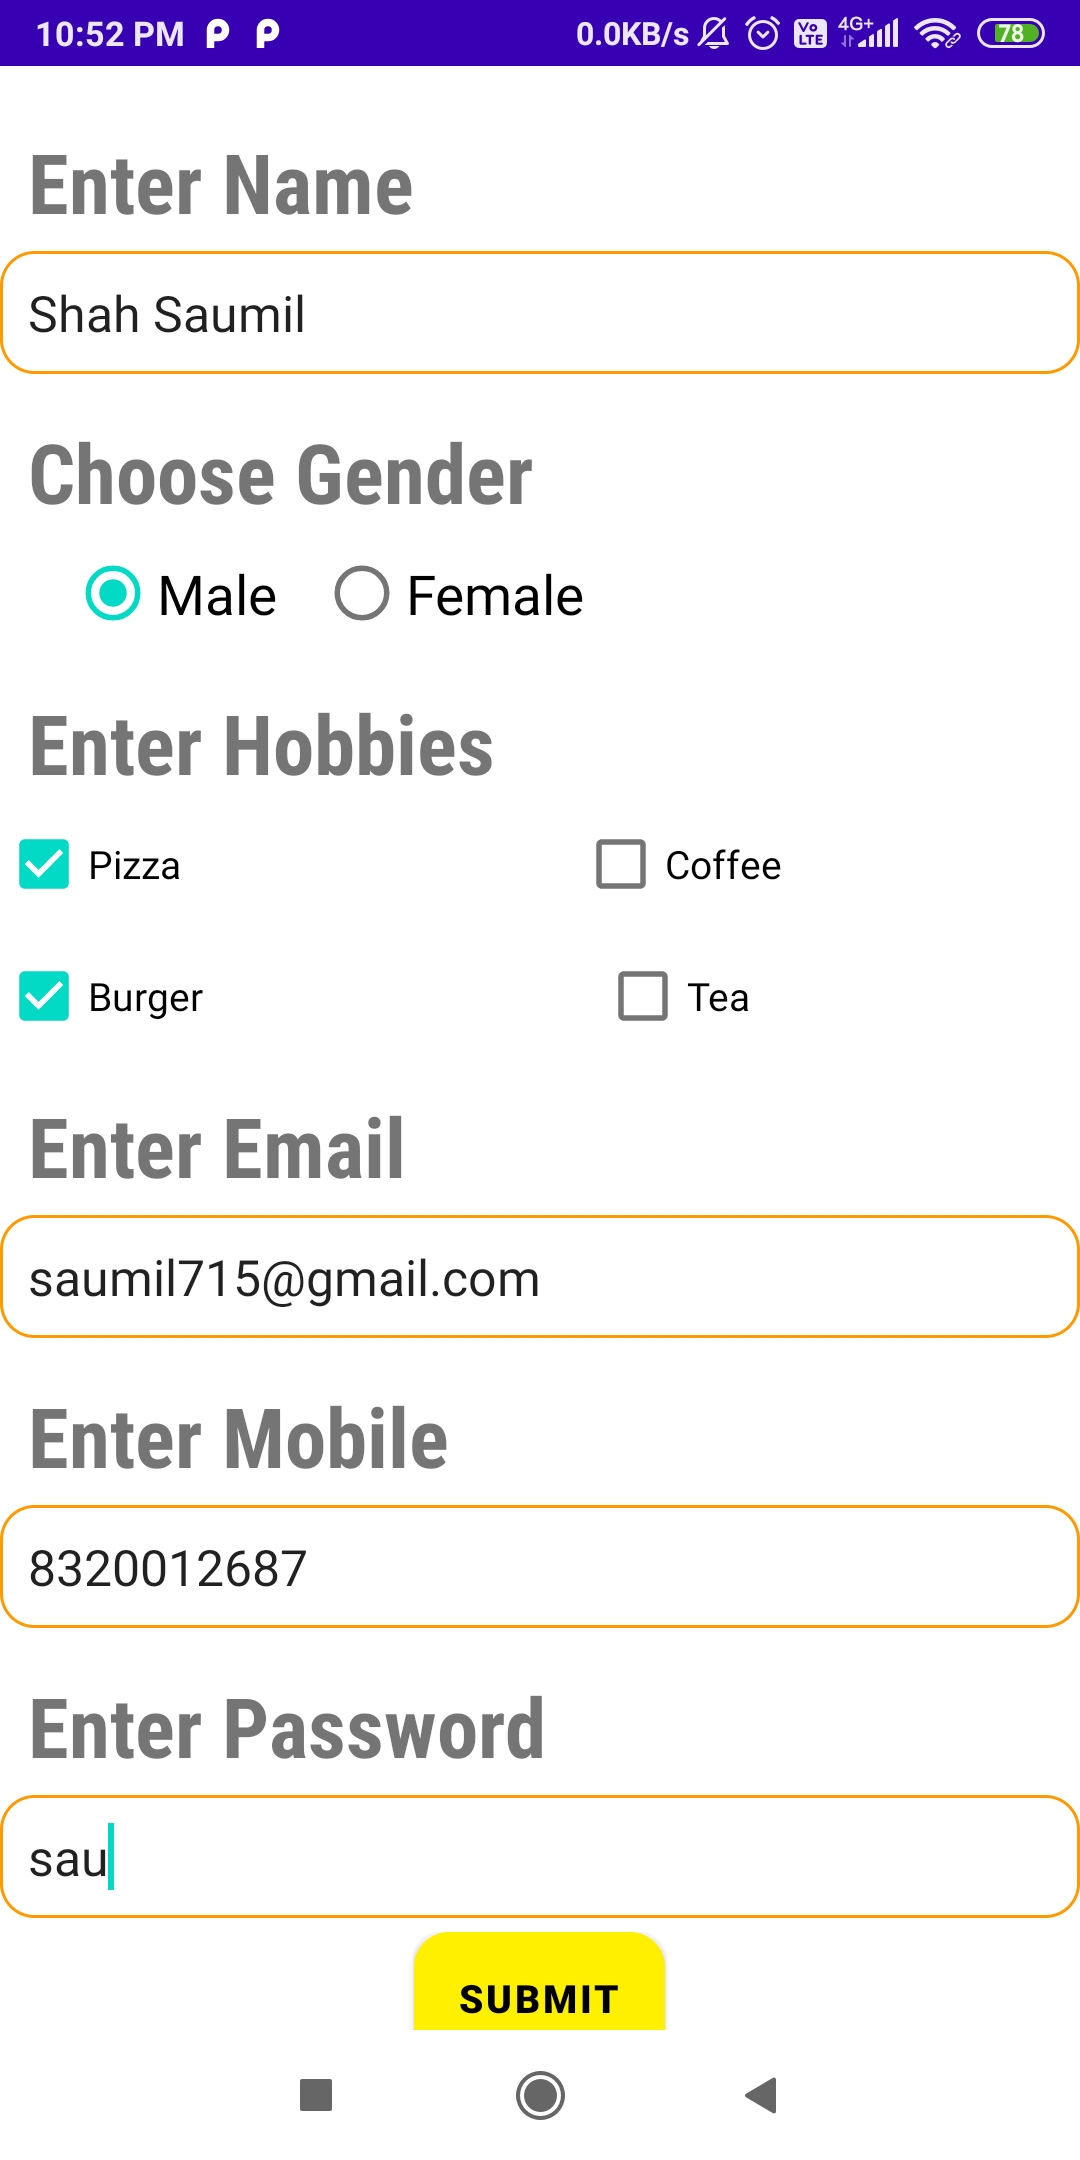 10:52 PM 0.0KB/s Vo LTE 4G+ 78
Enter Name
Shah Saumil
Choose Gender
Male Female
Enter Hobbies
Pizza Coffee
Burger Tea
Enter Email
saumil715@gmail.com
Enter Mobile
8320012687
Enter Password
sau
SUBMIT